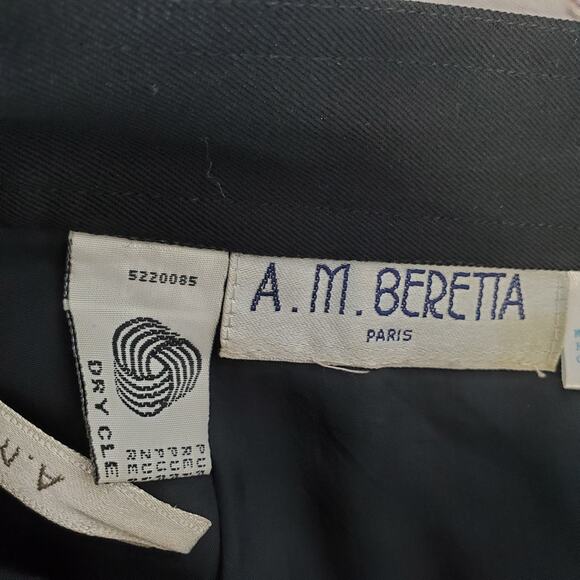 5220085
A.M. BERETTA
PARIS
DRY CLE
A.M